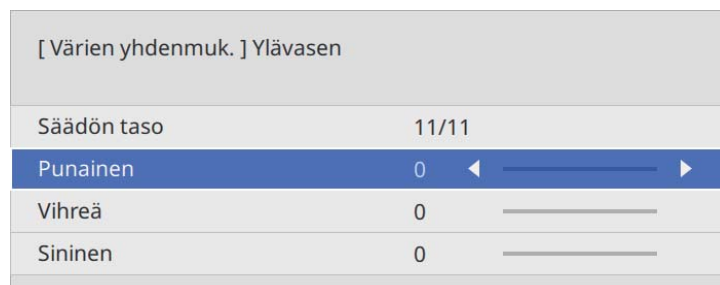 [ Värien yhdenmuk. ] Ylävasen
Säädön taso 11/11
Punainen 0
Vihreä 0
Sininen 0